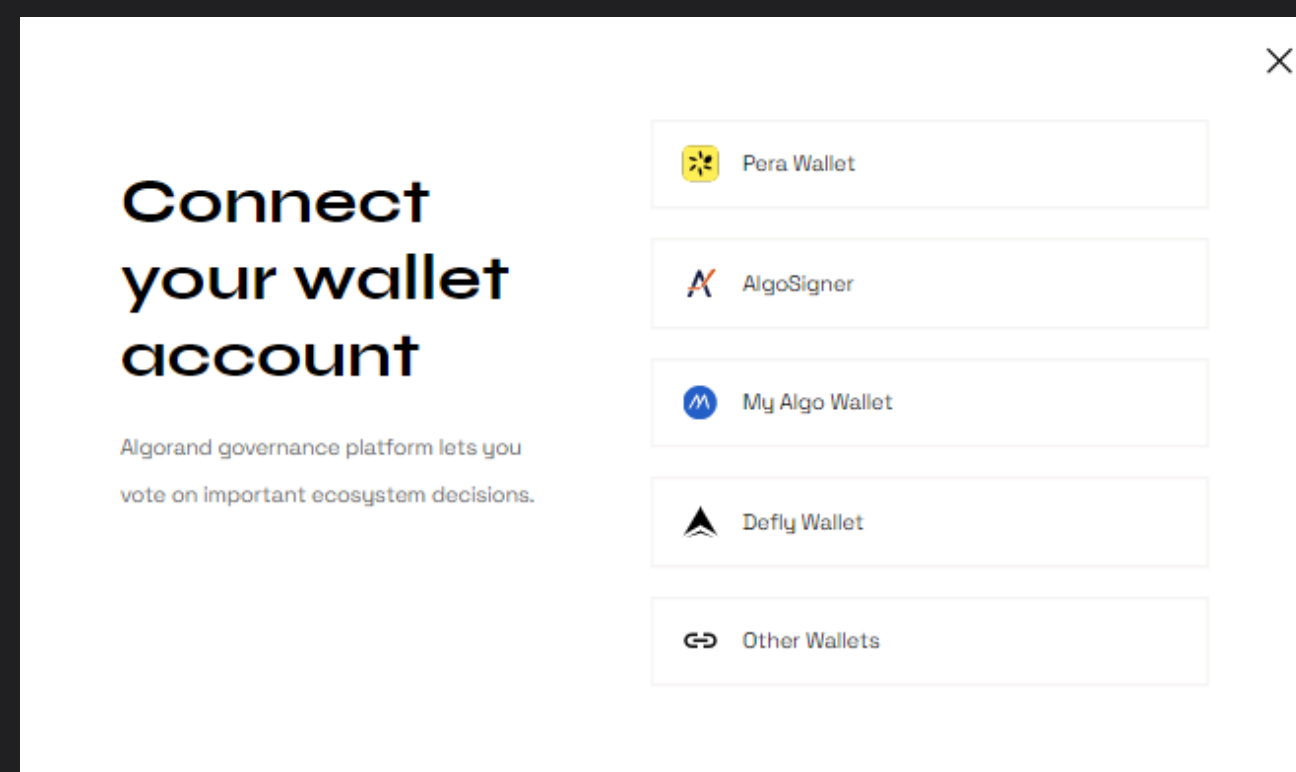 Connect
your wallet
account
Algorand governance platform lets you
vote on important ecosystem decisions.
Pera Wallet
AlgoSigner
My Algo Wallet
Defly Wallet
Other Wallets